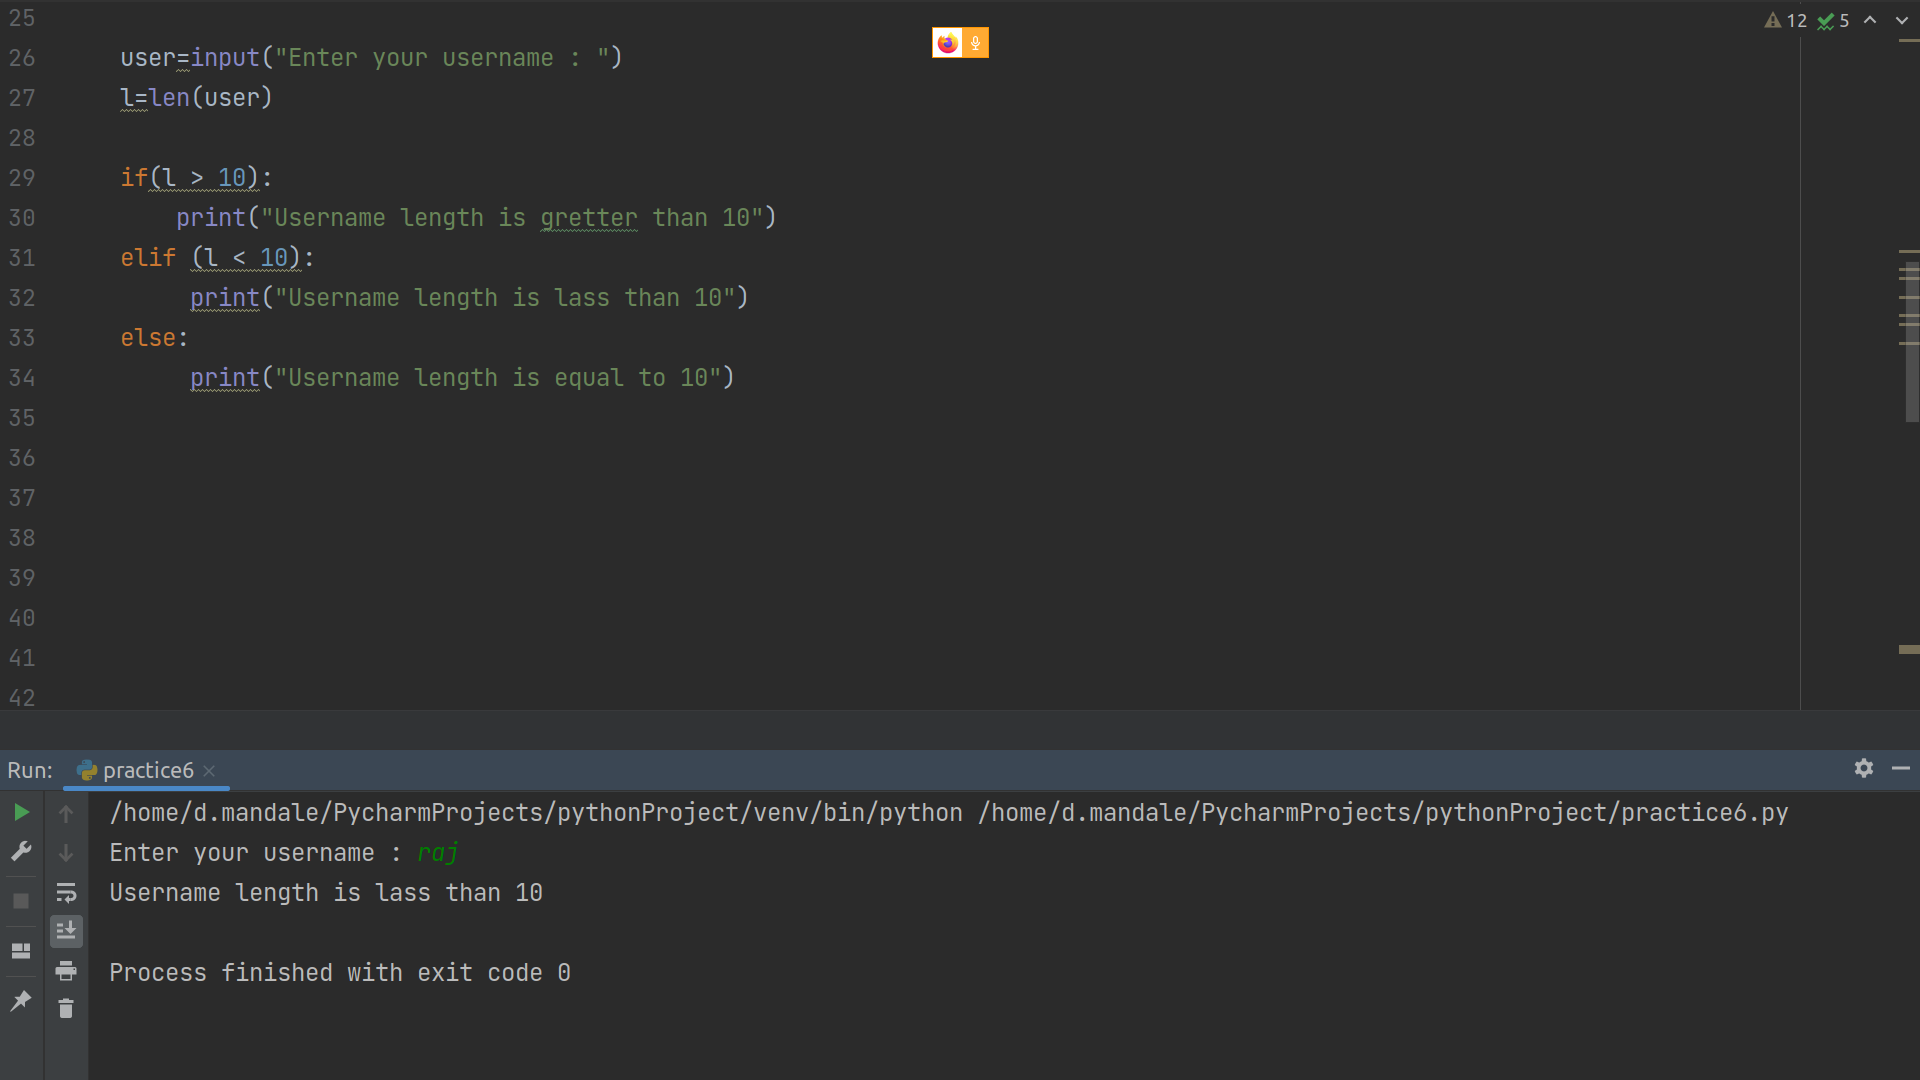 25
12 5
26 user=input("Enter your username : ")
27 l=len(user)
28
29 if(l > 10):
30 print("Username length is gretter than 10")
31 elif (l < 10):
32 print("Username length is lass than 10")
33 else:
34 print("Username length is equal to 10")
35
36
37
38
39
40
41
42
Run: practice6
/home/d.mandale/PycharmProjects/pythonProject/venv/bin/python /home/d.mandale/PycharmProjects/pythonProject/practice6.py
Enter your username : raj
Username length is lass than 10
Process finished with exit code 0